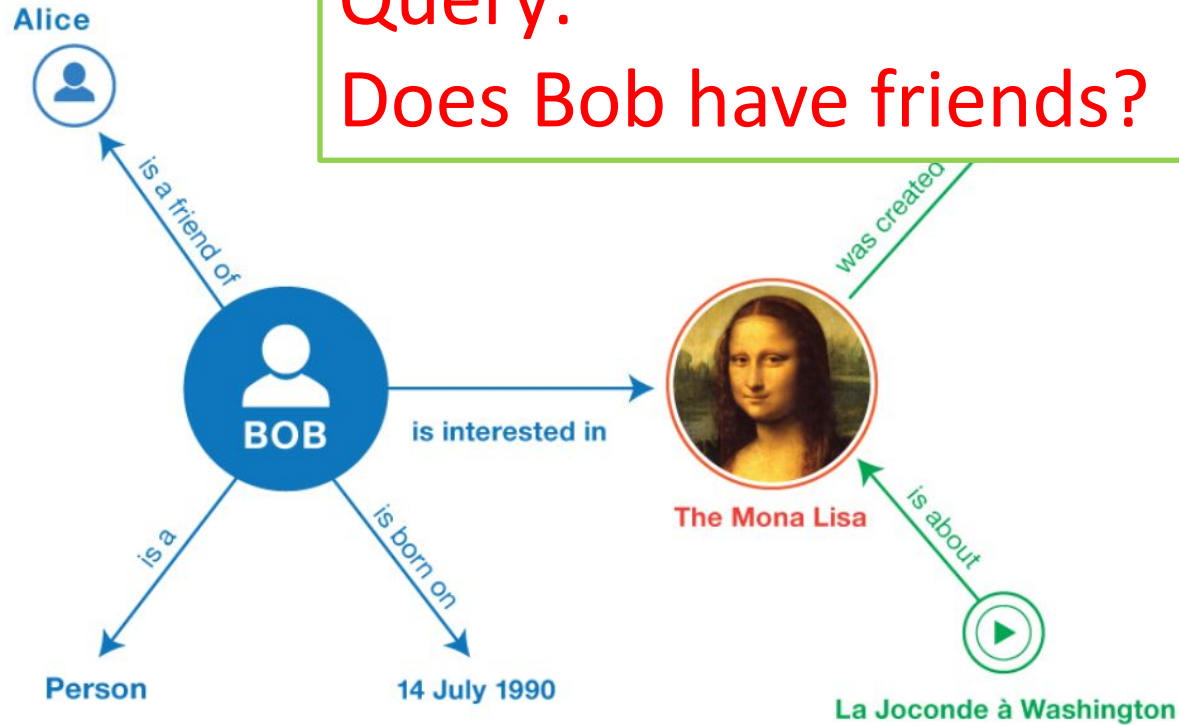 Alice
Query:
Does Bob have friends?
is a friend of
was created
BOB
is interested in
The Mona Lisa
is a
is born on
is about
Person
14 July 1990
La Joconde à Washington